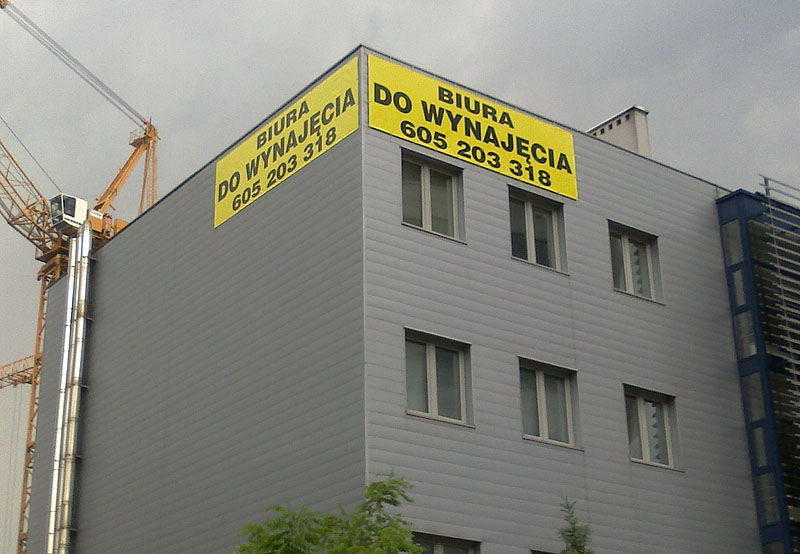 BIURA
DO WYNAJĘCIA
605 203 318
BIURA
DO WYNAJĘCIA
605 203 318